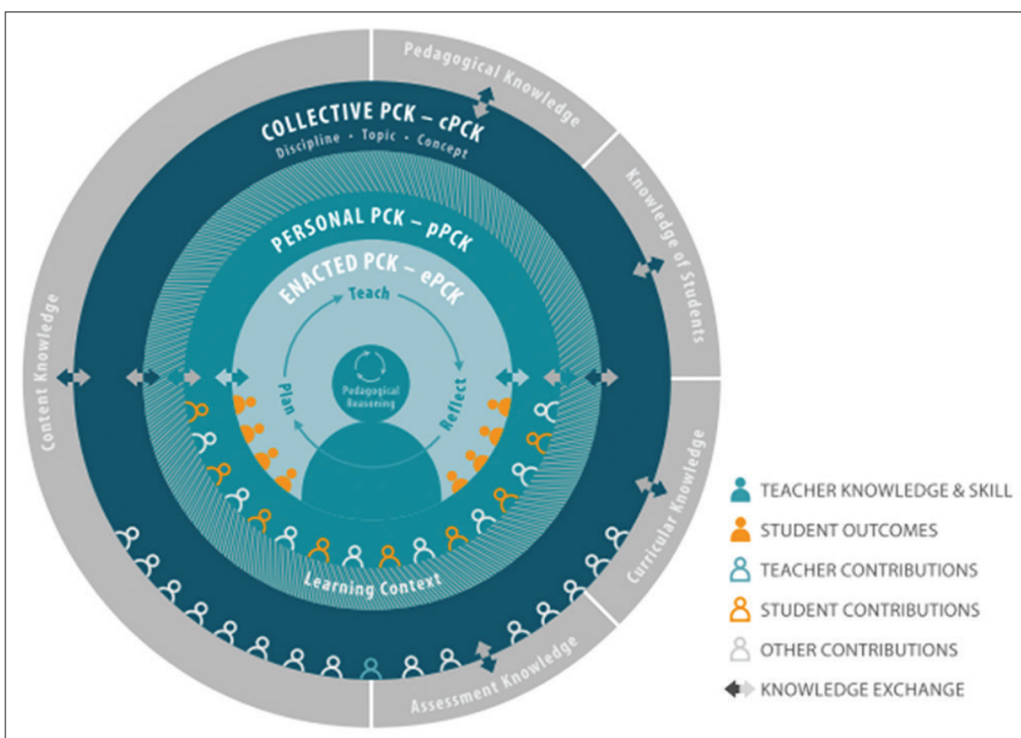 Pedagogical Knowledge
COLLECTIVE PCK – cPCK
Discipline • Topic • Concept
Knowledge of Students
PERSONAL PCK – pPCK
ENACTED PCK – ePCK
Teach
Content Knowledge
Plan
Pedagogical
Reasoning
Reflect
Curricular Knowledge
Learning Context
Assessment Knowledge
TEACHER KNOWLEDGE & SKILL
STUDENT OUTCOMES
TEACHER CONTRIBUTIONS
STUDENT CONTRIBUTIONS
OTHER CONTRIBUTIONS
KNOWLEDGE EXCHANGE